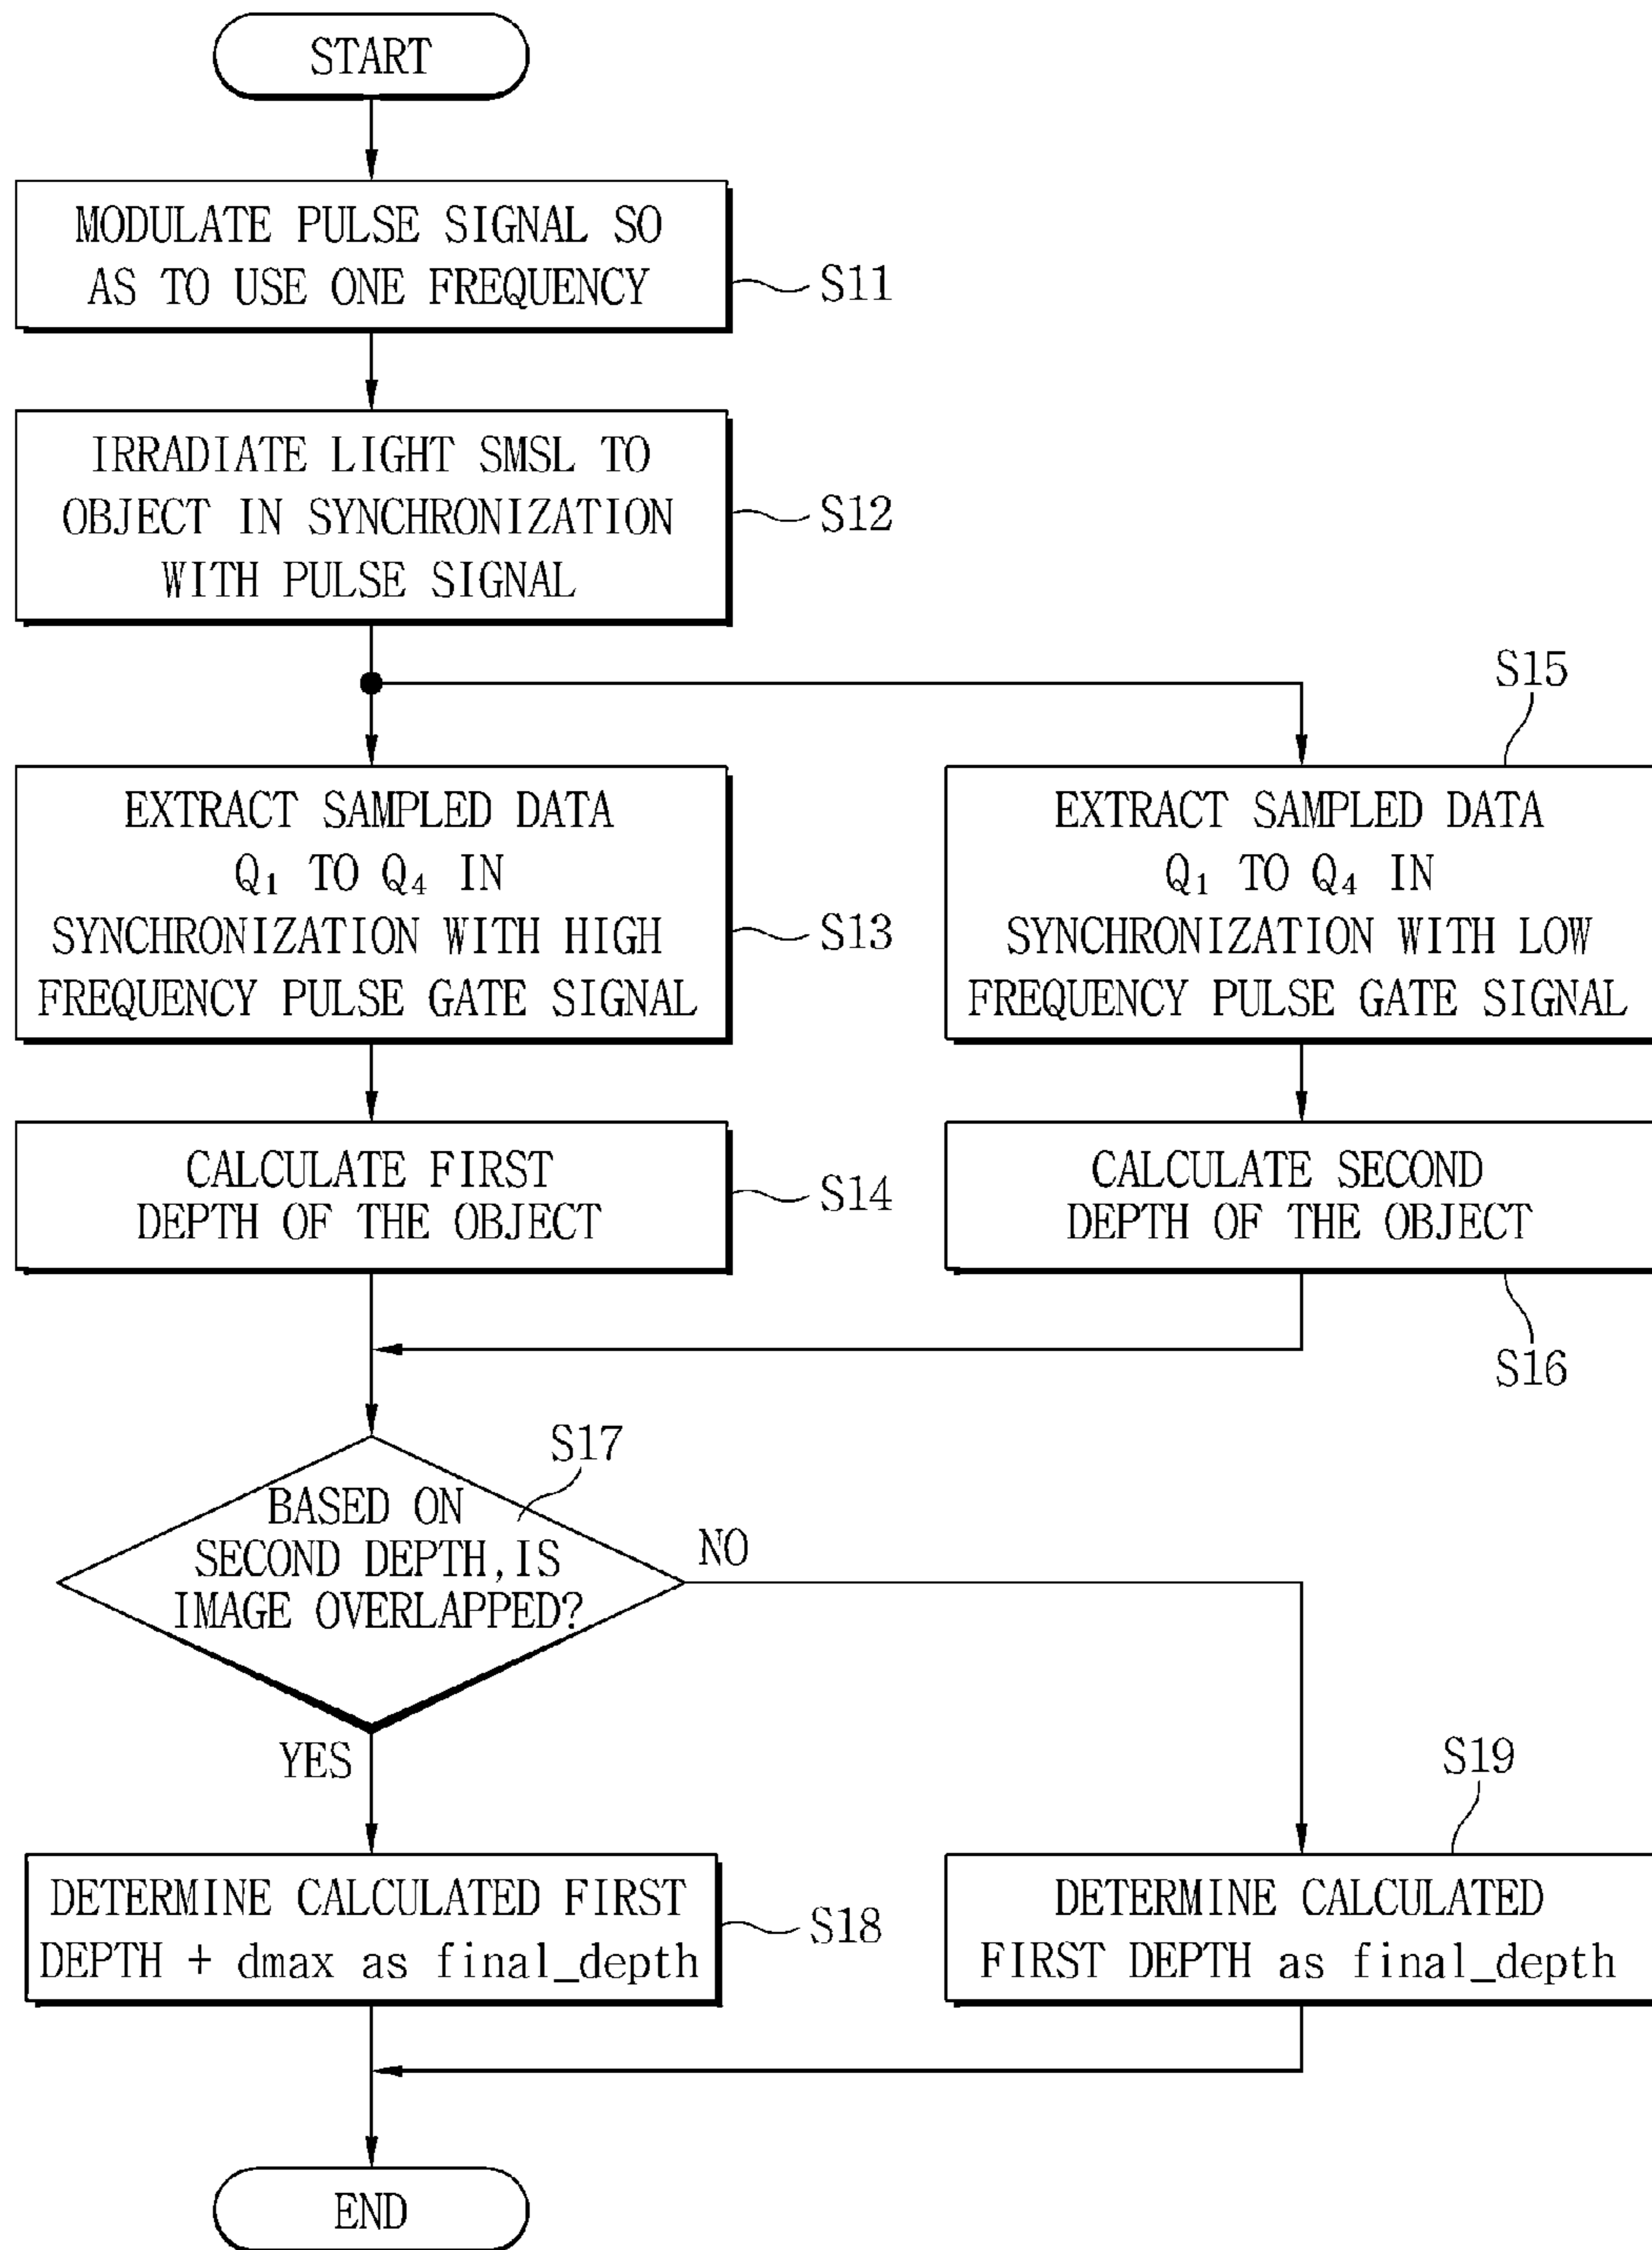 START
MODULATE PULSE SIGNAL SO
AS TO USE ONE FREQUENCY
S11
IRRADIATE LIGHT SMSL TO
OBJECT IN SYNCHRONIZATION
WITH PULSE SIGNAL
S12
EXTRACT SAMPLED DATA
Q₁ TO Q₄ IN
SYNCHRONIZATION WITH HIGH
FREQUENCY PULSE GATE SIGNAL
S13
S15
EXTRACT SAMPLED DATA
Q₁ TO Q₄ IN
SYNCHRONIZATION WITH LOW
FREQUENCY PULSE GATE SIGNAL
CALCULATE FIRST
DEPTH OF THE OBJECT
S14
CALCULATE SECOND
DEPTH OF THE OBJECT
S16
S17
BASED ON
SECOND DEPTH, IS
IMAGE OVERLAPPED?
NO
YES
DETERMINE CALCULATED FIRST
DEPTH + dmax as final_depth
S18
S19
DETERMINE CALCULATED
FIRST DEPTH as final_depth
END